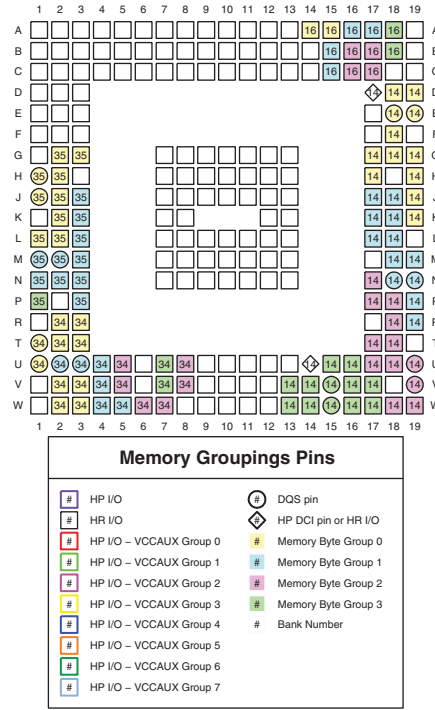 1 2 3 4 5 6 7 8 9 10 11 12 13 14 15 16 17 18 19
A 16 16 16 16 16
B 16 16 16 16
C 16 16 16
D 14 14 14
E 14 14
F 14
G 35 35 14 14 14
H 35 35 14 14
J 35 35 35 14 14 14
K 35 35 14 14 14
L 35 35 35 14 14
M 35 35 35 14 14
N 35 35 35 14 14 14
P 35 35 14 14 14
R 34 34 14 14
T 34 34 34 14 14
U 34 34 34 34 34 34 34 14 14 14 14 14 14
V 34 34 34 34 34 34 14 14 14 14 14 14
W 34 34 34 34 34 34 14 14 14 14 14 14 14
1 2 3 4 5 6 7 8 9 10 11 12 13 14 15 16 17 18 19
Memory Groupings Pins
# HP I/O
# HR I/O
# HP I/O – VCCAUX Group 0
# HP I/O – VCCAUX Group 1
# HP I/O – VCCAUX Group 2
# HP I/O – VCCAUX Group 3
# HP I/O – VCCAUX Group 4
# HP I/O – VCCAUX Group 5
# HP I/O – VCCAUX Group 6
# HP I/O – VCCAUX Group 7
# DQS pin
# HP DCI pin or HR I/O
# Memory Byte Group 0
# Memory Byte Group 1
# Memory Byte Group 2
# Memory Byte Group 3
# Bank Number